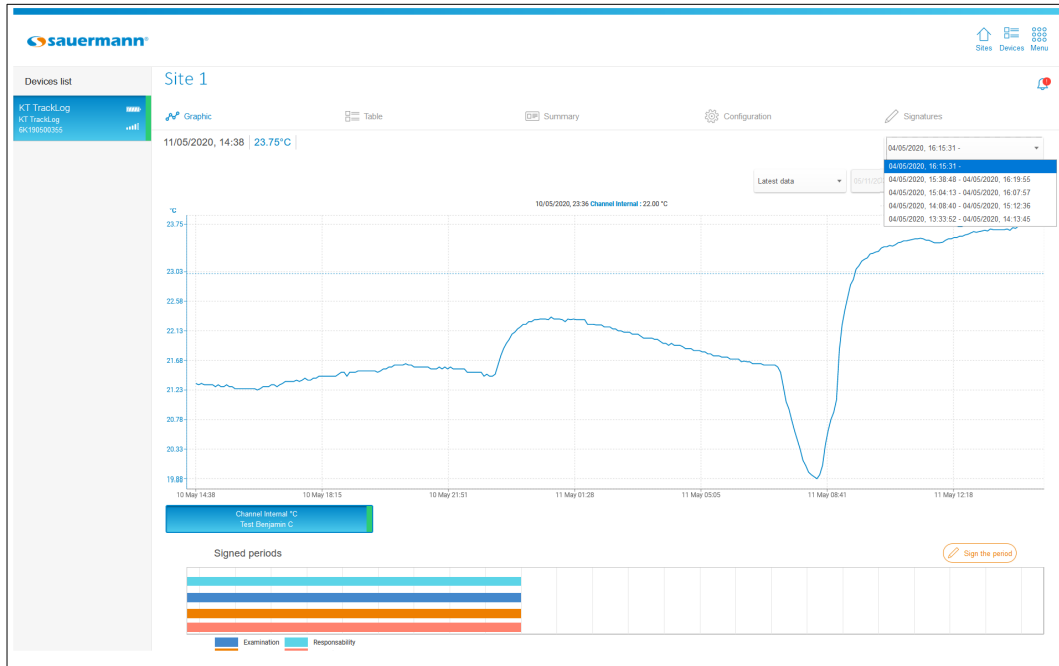 sauermann®
Sites Devices Menu
Devices list
Site 1
KT TrackLog
KT TrackLog
6K190500355
Graphic
Table
Summary
Configuration
Signatures
11/05/2020, 14:38 23.75°C
04/05/2020, 16:15:31 -
04/05/2020, 16:15:31 -
04/05/2020, 15:38:48 - 04/05/2020, 16:19:55
04/05/2020, 15:04:13 - 04/05/2020, 16:07:57
04/05/2020, 14:08:40 - 04/05/2020, 15:12:36
04/05/2020, 13:33:52 - 04/05/2020, 14:13:45
Latest data
10/05/2020, 23:36 Channel Internal : 22.00 °C
°C
23.75
23.03
22.58
22.13
21.68
21.23
20.78
20.33
19.88
10 May 14:38 10 May 18:15 10 May 21:51 11 May 01:28 11 May 05:05 11 May 08:41 11 May 12:18
Channel Internal °C
Test Benjamin C
Signed periods
Sign the period
Examination Responsability